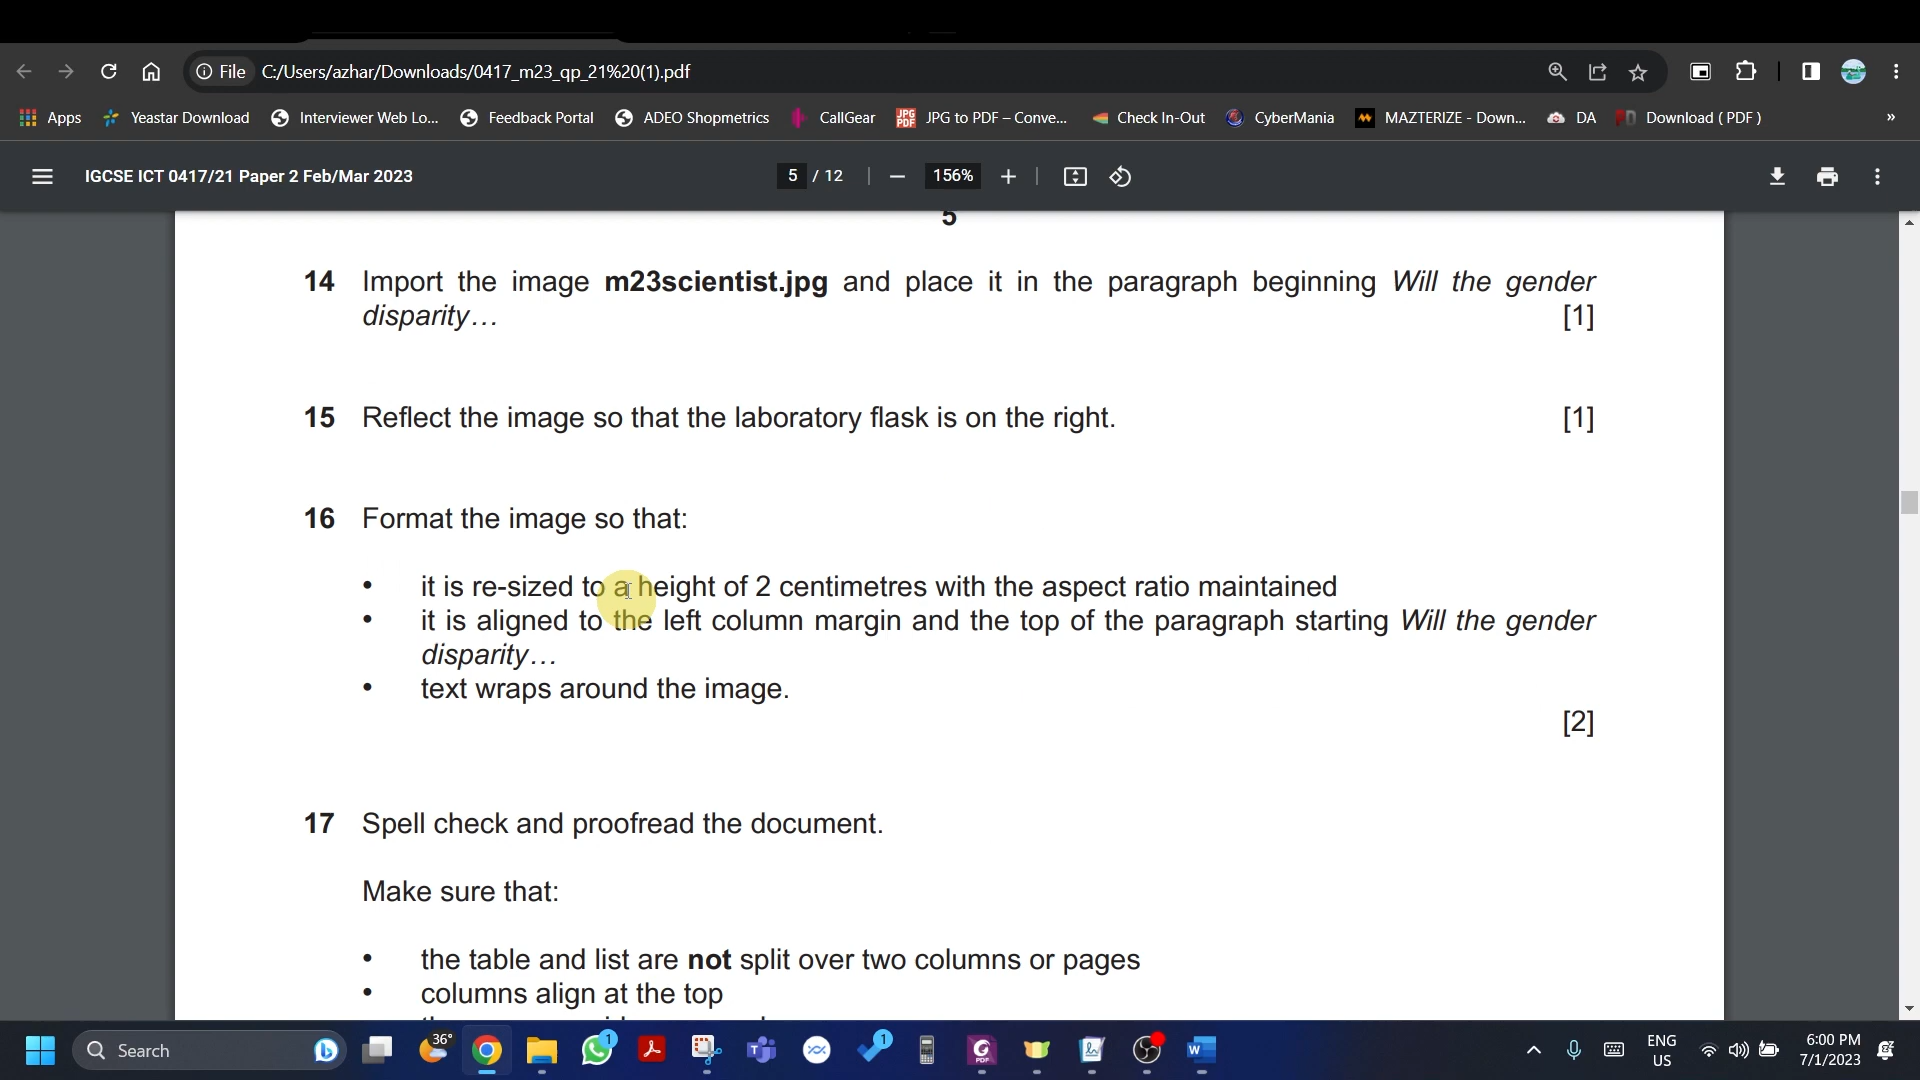 File C:/Users/azhar/Downloads/0417_m23_qp_21%20(1).pdf
Apps Yeastar Download Interviewer Web Lo... Feedback Portal ADEO Shopmetrics CallGear JPG to PDF – Conve... Check In-Out CyberMania MAZTERIZE - Down... DA Download ( PDF ) »
IGCSE ICT 0417/21 Paper 2 Feb/Mar 2023 5 / 12 156%
5
14 Import the image m23scientist.jpg and place it in the paragraph beginning Will the gender
disparity… [1]
15 Reflect the image so that the laboratory flask is on the right. [1]
16 Format the image so that:
• it is re-sized to a height of 2 centimetres with the aspect ratio maintained
• it is aligned to the left column margin and the top of the paragraph starting Will the gender
disparity…
• text wraps around the image.
[2]
17 Spell check and proofread the document.
Make sure that:
• the table and list are not split over two columns or pages
• columns align at the top
Search 36° 1 1 ENG
US 6:00 PM
7/1/2023